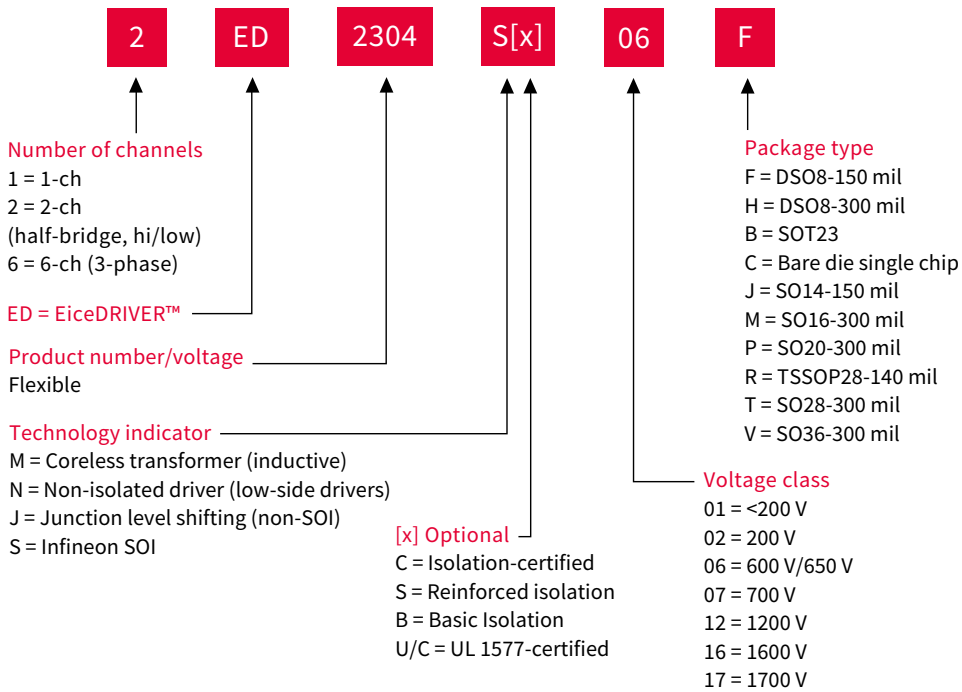 2 ED 2304 S[x] 06 F
Number of channels
1 = 1-ch
2 = 2-ch
(half-bridge, hi/low)
6 = 6-ch (3-phase)
ED = EiceDRIVER™
Product number/voltage
Flexible
Technology indicator
M = Coreless transformer (inductive)
N = Non-isolated driver (low-side drivers)
J = Junction level shifting (non-SOI)
S = Infineon SOI
[x] Optional
C = Isolation-certified
S = Reinforced isolation
B = Basic Isolation
U/C = UL 1577-certified
Package type
F = DSO8-150 mil
H = DSO8-300 mil
B = SOT23
C = Bare die single chip
J = SO14-150 mil
M = SO16-300 mil
P = SO20-300 mil
R = TSSOP28-140 mil
T = SO28-300 mil
V = SO36-300 mil
Voltage class
01 = <200 V
02 = 200 V
06 = 600 V/650 V
07 = 700 V
12 = 1200 V
16 = 1600 V
17 = 1700 V